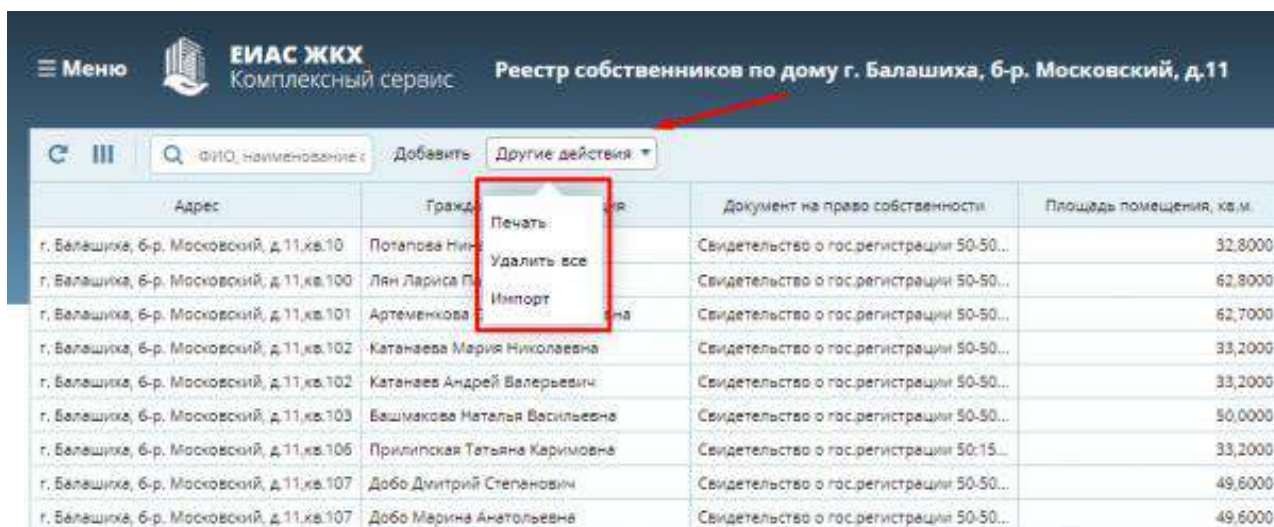 Меню
ЕИАС ЖКХ
Комплексный сервис
Реестр собственников по дому г. Балашиха, б-р. Московский, д.11
ФИО, наименование Добавить Другие действия
Печать
Удалить все
Импорт
Адрес Гражд Документ на право собственности Площадь помещения, кв.м.
г. Балашиха, б-р. Московский, д.11,кв.10 Потапова Свидетельство о гос.регистрации 50-50... 32,8000
г. Балашиха, б-р. Московский, д.11,кв.100 Лян Лариса Свидетельство о гос.регистрации 50-50... 62,8000
г. Балашиха, б-р. Московский, д.11,кв.101 Артеменкова на Свидетельство о гос.регистрации 50-50... 62,7000
г. Балашиха, б-р. Московский, д.11,кв.102 Катанаева Мария Николаевна Свидетельство о гос.регистрации 50-50... 33,2000
г. Балашиха, б-р. Московский, д.11,кв.102 Катанаев Андрей Валерьевич Свидетельство о гос.регистрации 50-50... 33,2000
г. Балашиха, б-р. Московский, д.11,кв.103 Башмакова Наталья Васильевна Свидетельство о гос.регистрации 50-50... 50,0000
г. Балашиха, б-р. Московский, д.11,кв.106 Прилипская Татьяна Каримовна Свидетельство о гос.регистрации 50:15... 33,2000
г. Балашиха, б-р. Московский, д.11,кв.107 Добо Дмитрий Степанович Свидетельство о гос.регистрации 50-50... 49,6000
г. Балашиха, б-р. Московский, д.11,кв.107 Добо Марина Анатольевна Свидетельство о гос.регистрации 50-50... 49,6000